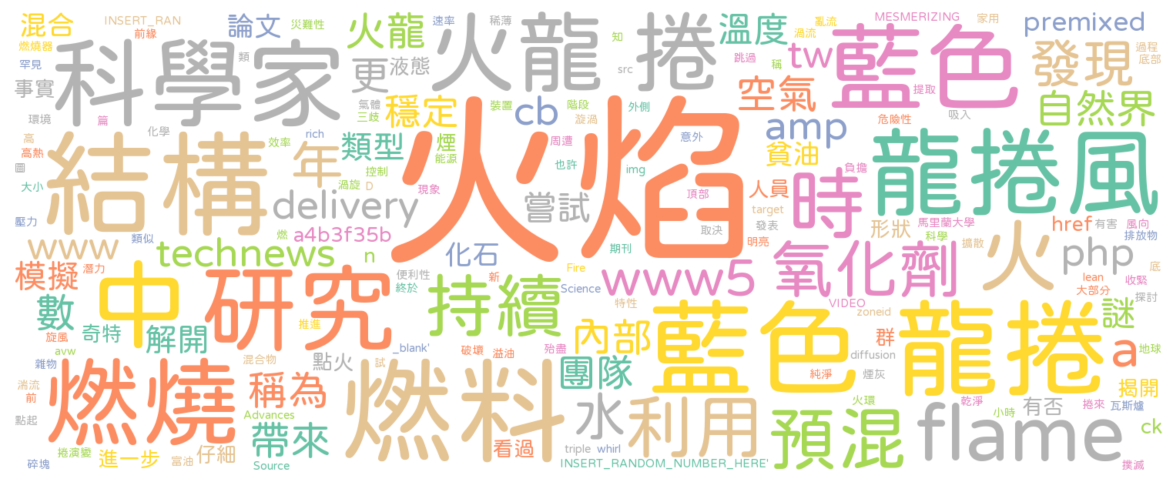 混合
燃燒器
罕見
事實
INSERT_RAN
前緣
科學家
環境
篇
高
高熱
圖
大小
壓力
化學
類
論文
災難性
火龍
更
液態
速率
稀薄
火龍捲
知
src
溫度
跳過
tw
MESMERIZING
渦流
亂流
稱
藍色
提取
吸入
家用
premixed
發現
過程
底部
自然界
氣體
三歧
穩定
cb
裝置
階段
旋渦
外側
空氣
危險性
結構
效率
rich
年
類型
控制
煙
能源
火焰
周遭
意外
也許
img
amp
貧油
負擔
龍捲風
渦旋
D
現象
delivery
嘗試
頂部
人員
時
target
發表
形狀
馬里蘭大學
科學
href
有害
風向
排放物
www
類似
technews
燃
a4b3f35b
n
化石
期刊
取決
明亮
氧化劑
擴散
火
php
底
模擬
潛力
中
研究
便利性
終於
新
持續
Fire
Science
www5
特性
VIDEO
zoneid
lean
大部分
收緊
探討
數
奇特
解開
旋風
avw
推進
_blank'
破壞
溢油
殆盡
內部
藍色
群
diffusion
煙灰
純淨
龍捲
謎
地球
a
雜物
湍流
前
點起
燃燒
混合物
點火
試
稱為
燃料
團隊
火環
乾淨
揭開
瓦斯爐
捲來
小時
有否
ck
捲演變
碎塊
進一步
富油
仔細
Advances
帶來
Source
看過
triple
whirl
水
利用
預混
flame
撲滅
INSERT_RANDOM_NUMBER_HERE'